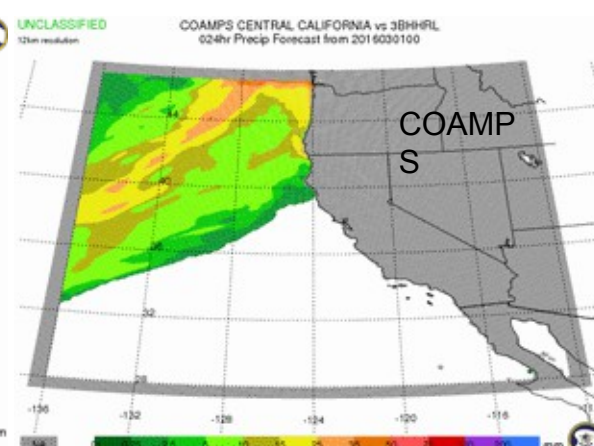 UNCLASSIFIED
12km resolution
COAMPS CENTRAL CALIFORNIA vs 3BHHRL
024hr Precip Forecast from 2016030100
COAMP
S
44
40
36
32
28
-136
-132
-128
-124
-120
-116